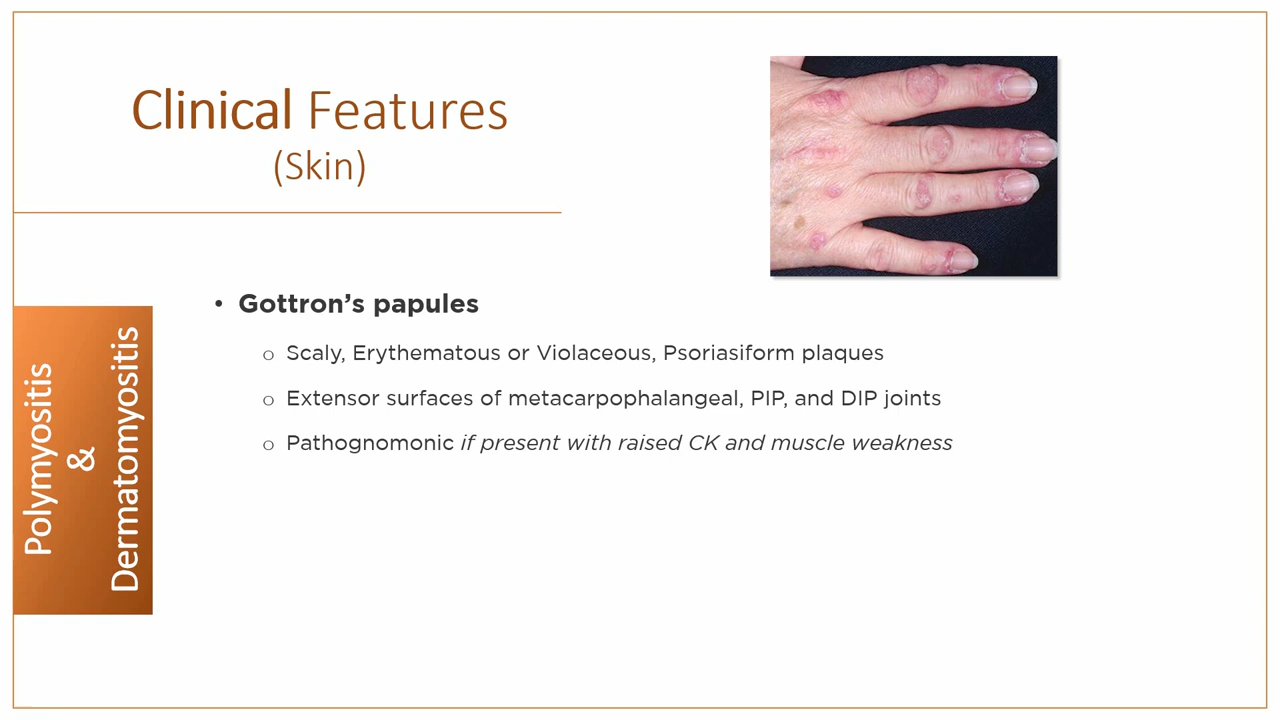 Clinical Features
(Skin)
• Gottron’s papules
o Scaly, Erythematous or Violaceous, Psoriasiform plaques
o Extensor surfaces of metacarpophalangeal, PIP, and DIP joints
o Pathognomonic if present with raised CK and muscle weakness
Polymyositis
&
Dermatomyositis